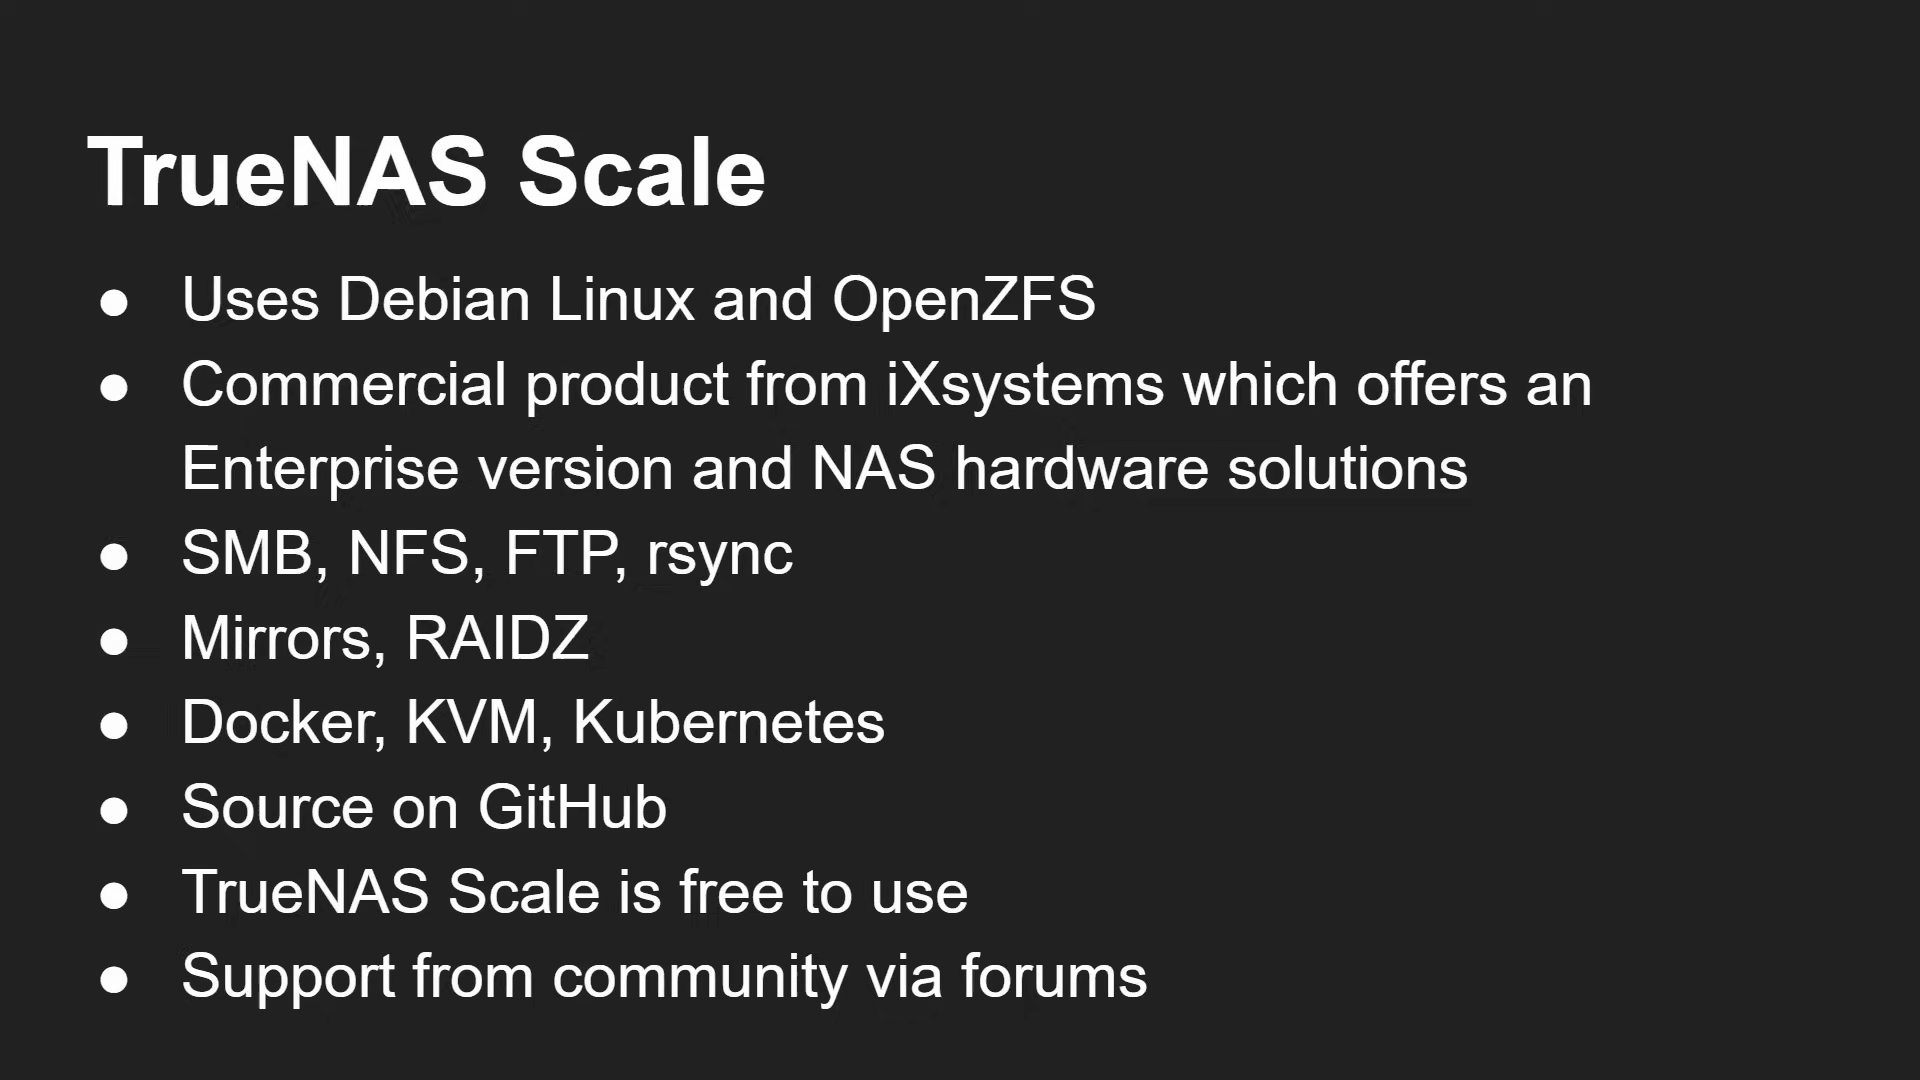 TrueNAS Scale
● Uses Debian Linux and OpenZFS
● Commercial product from iXsystems which offers an
Enterprise version and NAS hardware solutions
● SMB, NFS, FTP, rsync
● Mirrors, RAIDZ
● Docker, KVM, Kubernetes
● Source on GitHub
● TrueNAS Scale is free to use
● Support from community via forums